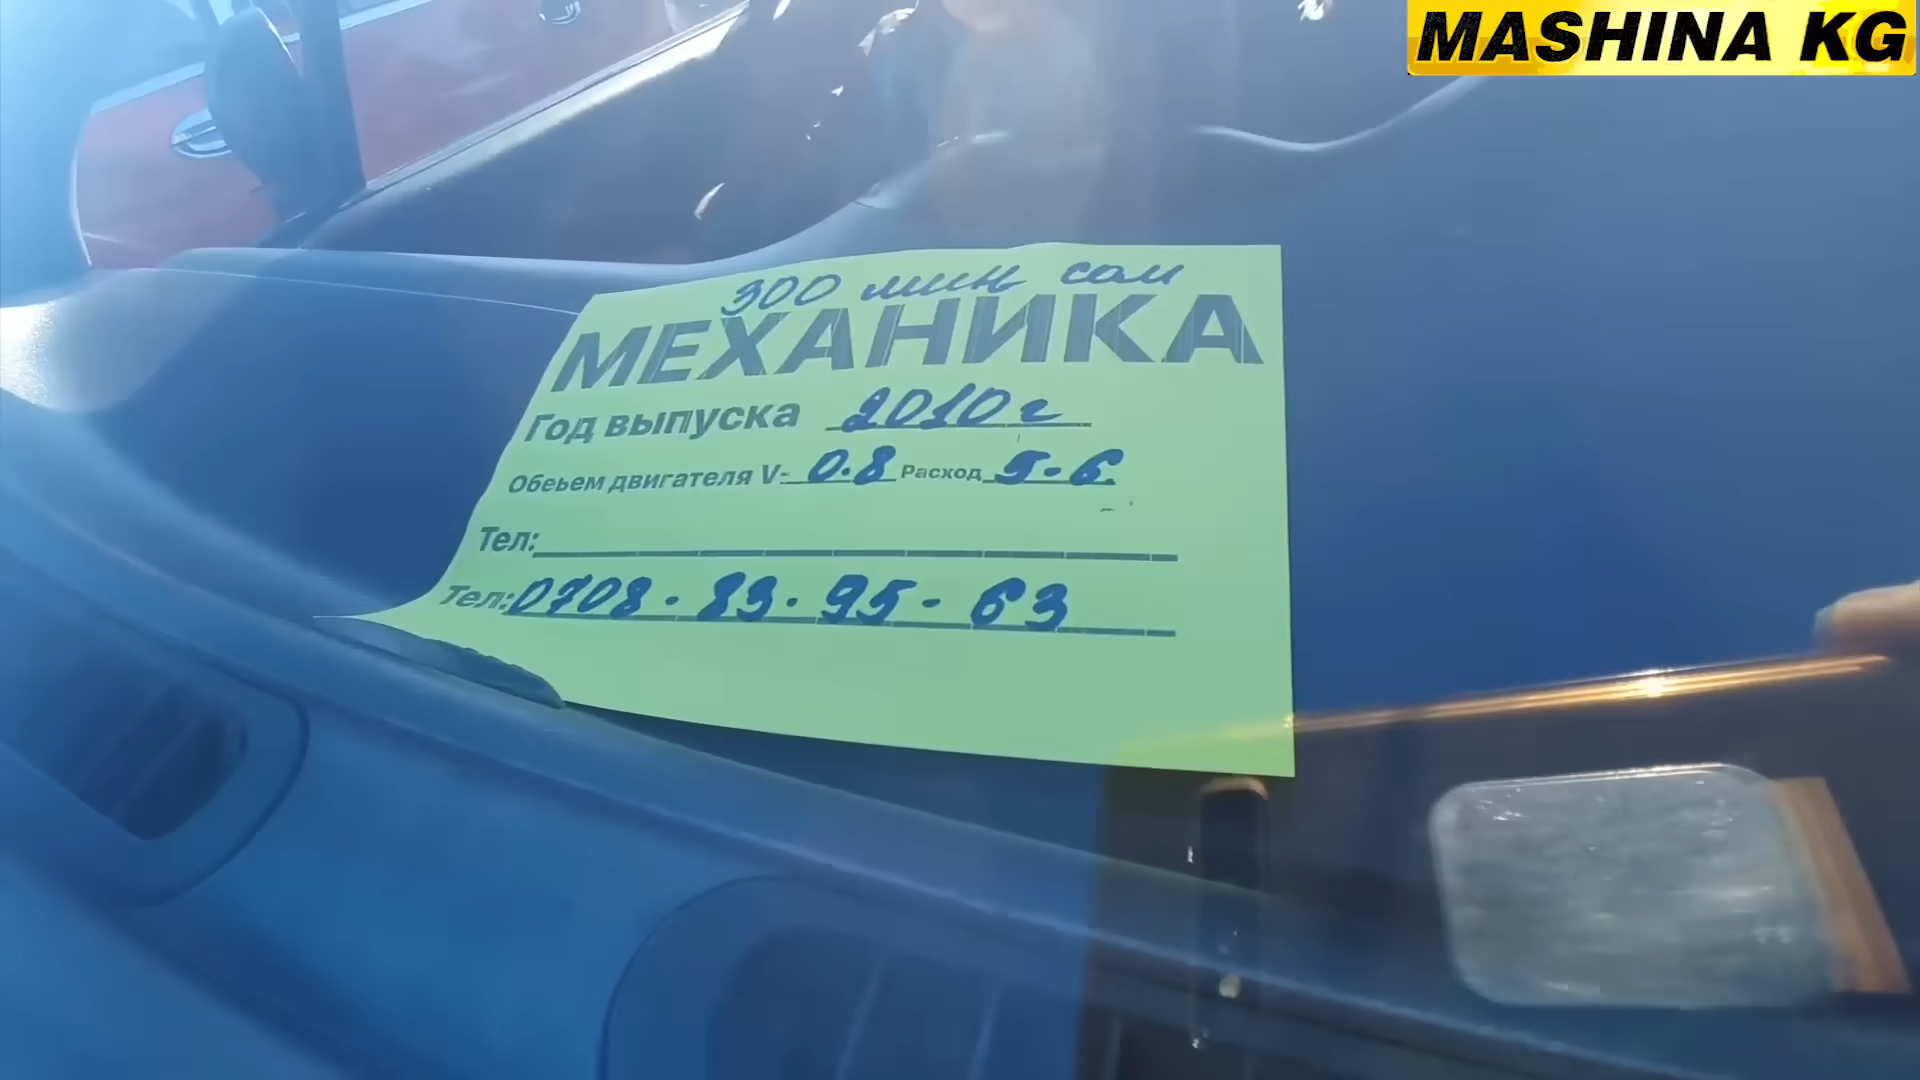 MASHINA KG
300 мин сом
МЕХАНИКА
Год выпуска 2010 г
Обеьем двигателя V- 0.8 Расход 5-6.
Тел:
Тел: 0708-83-95-63